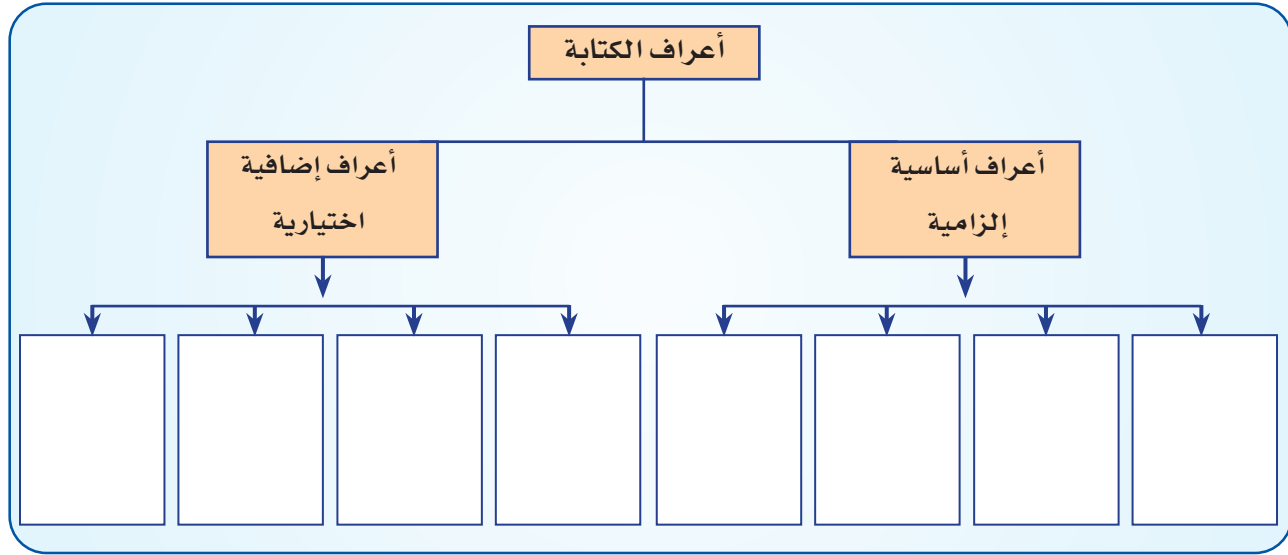 أعراف الكتابة
أعراف أساسية
إلزامية
أعراف إضافية
اختيارية